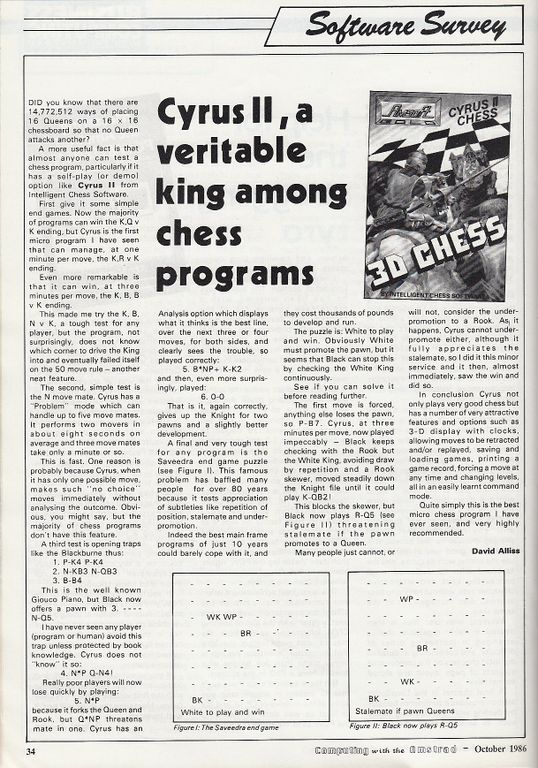 Software Survey
Cyrus II, a
veritable
king among
chess
programs
DID you know that there are
14,772,512 ways of placing
16 Queens on a 16 x 16
chessboard so that no Queen
attacks another?
A more useful fact is that
almost anyone can test a
chess program, particularly if it
has a self-play (or demo)
option like Cyrus II from
Intelligent Chess Software.
First give it some simple
end games. Now the majority
of programs can win the K,Q v
K ending, but Cyrus is the first
micro program I have seen
that can manage, at one
minute per move, the K,R v K
ending.
Even more remarkable is
that it can win, at three
minutes per move, the K, B, B
v K ending.
This made me try the K, B,
N v K, a tough test for any
player, but the program, not
surprisingly, does not know
which corner to drive the King
into and eventually failed itself
on the 50 move rule – another
neat feature.
The second, simple test is
the N move mate. Cyrus has a
"Problem" mode which can
handle up to five move mates.
It performs two movers in
about eight seconds on
average and three move mates
take only a minute or so.
This is fast. One reason is
probably because Cyrus, when
it has only one possible move,
makes such "no choice"
moves immediately without
analysing the outcome. Obvi-
ous, you might say, but the
majority of chess programs
don't have this feature.
A third test is opening traps
like the Blackburne thus:
1. P-K4 P-K4
2. N-KB3 N-QB3
3. B-B4
This is the well known
Giouco Piano, but Black now
offers a pawn with 3. ----
N-Q5.
I have never seen any player
(program or human) avoid this
trap unless protected by book
knowledge. Cyrus does not
"know" it so:
4. N*P Q-N4!
Really poor players will now
lose quickly by playing:
5. N*P
because it forks the Queen and
Rook, but Q*NP threatens
mate in one. Cyrus has an
Analysis option which displays
what it thinks is the best line,
over the next three or four
moves, for both sides, and
clearly sees the trouble, so
played correctly:
5. B*NP+ K-K2
and then, even more surpris-
ingly, played:
6. 0-0
That is it, again correctly,
gives up the Knight for two
pawns and a slightly better
development.
A final and very tough test
for any program is the
Saveedra end game puzzle
(see Figure I). This famous
problem has baffled many
people for over 80 years
because it tests appreciation
of subtleties like repetition of
position, stalemate and under-
promotion.
Indeed the best main frame
programs of just 10 years
could barely cope with it, and
they cost thousands of pounds
to develop and run.
The puzzle is: White to play
and win. Obviously White
must promote the pawn, but it
seems that Black can stop this
by checking the White King
continuously.
See if you can solve it
before reading further.
The first move is forced,
anything else loses the pawn,
so P-B7. Cyrus, at three
minutes per move, now played
impeccably – Black keeps
checking with the Rook but
the White King, avoiding draw
by repetition and a Rook
skewer, moved steadily down
the Knight file until it could
play K-QB2!
This blocks the skewer, but
Black now plays R-Q5 (see
Figure II) threatening
stalemate if the pawn
promotes to a Queen.
Many people just cannot, or
will not, consider the under-
promotion to a Rook. As it
happens, Cyrus cannot under-
promote either, although it
fully appreciates the
stalemate, so I did it this minor
service and it then, almost
immediately, saw the win and
did so.
In conclusion Cyrus not
only plays very good chess but
has a number of very attractive
features and options such as
3-D display with clocks,
allowing moves to be retracted
and/or replayed, saving and
loading games, printing a
game record, forcing a move at
any time and changing levels,
all in an easily learnt command
mode.
Quite simply this is the best
micro chess program I have
ever seen, and very highly
recommended.
David Alliss
CYRUS II
CHESS
3D CHESS
BY INTELLIGENT CHESS SOFTWARE
WK WP
BR
BK
White to play and win
Figure I: The Saveedra end game
WP
BR
WK
BK
Stalemate if pawn Queens
Figure II: Black now plays R-Q5
34
Computing with the Amstrad – October 1986